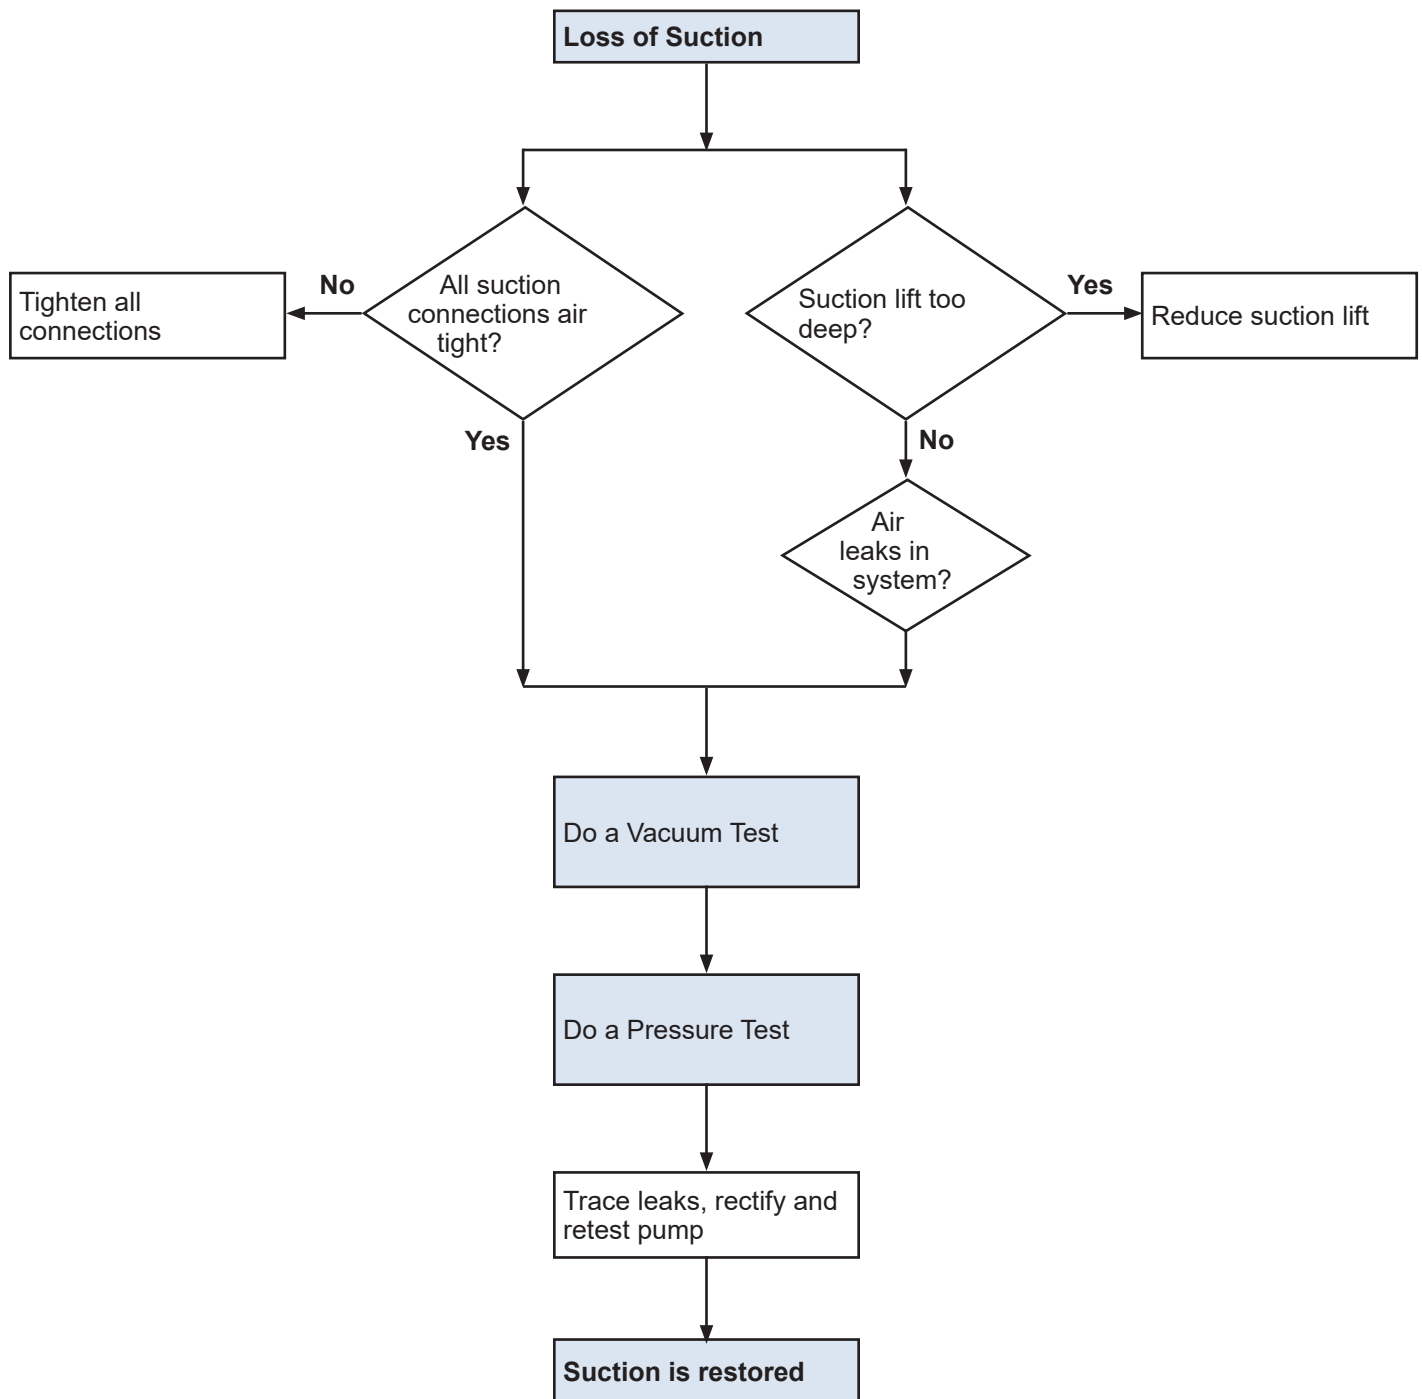 Loss of Suction
No
All suction
connections air
tight?
Tighten all
connections
Suction lift too
deep?
Yes
Reduce suction lift
Yes
No
Air
leaks in
system?
Do a Vacuum Test
Do a Pressure Test
Trace leaks, rectify and
retest pump
Suction is restored